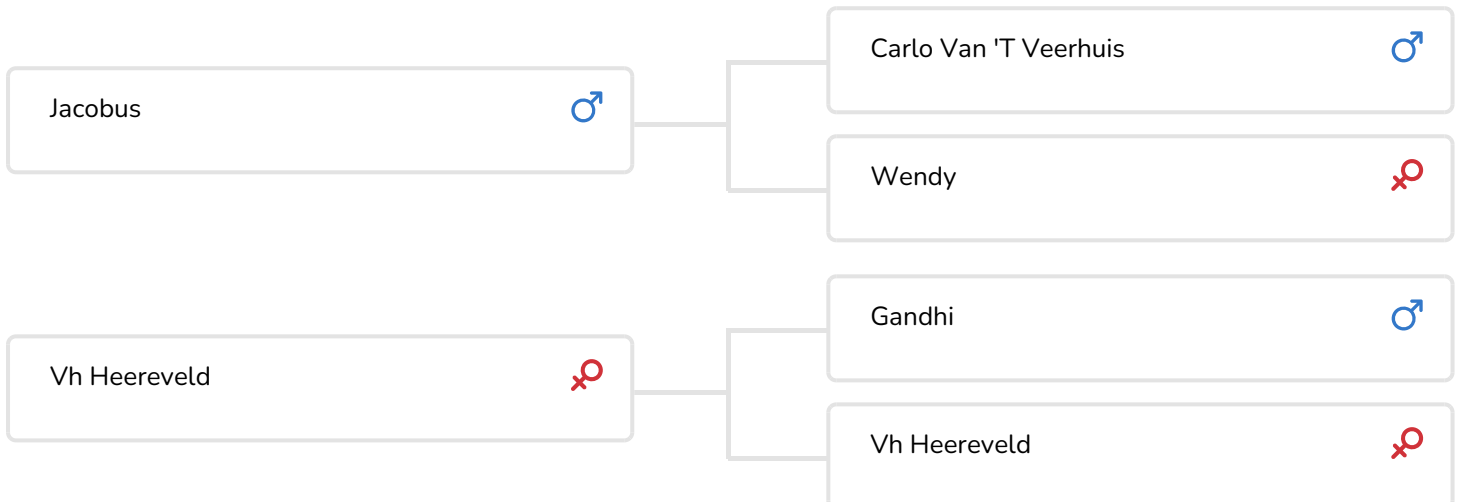 Jacobus
Carlo Van 'T Veerhuis
Wendy
Vh Heereveld
Gandhi
Vh Heereveld